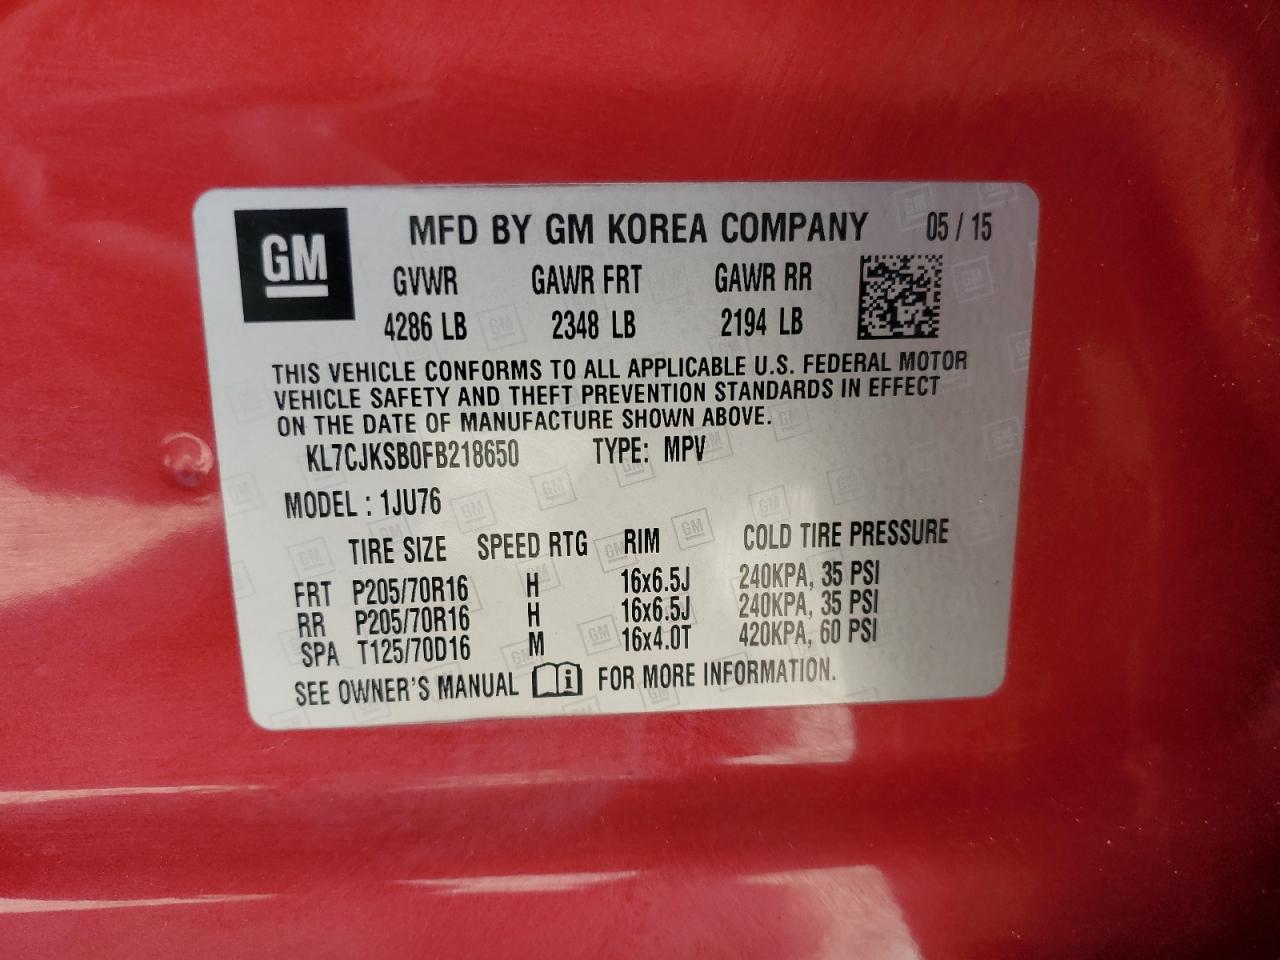 GM
MFD BY GM KOREA COMPANY 05 / 15
GVWR GAWR FRT GAWR RR
4286 LB 2348 LB 2194 LB
THIS VEHICLE CONFORMS TO ALL APPLICABLE U.S. FEDERAL MOTOR
VEHICLE SAFETY AND THEFT PREVENTION STANDARDS IN EFFECT
ON THE DATE OF MANUFACTURE SHOWN ABOVE.
KL7CJKSB0FB218650 TYPE: MPV
MODEL : 1JU76
TIRE SIZE SPEED RTG RIM COLD TIRE PRESSURE
FRT P205/70R16 H 16x6.5J 240KPA, 35 PSI
RR P205/70R16 H 16x6.5J 240KPA, 35 PSI
SPA T125/70D16 M 16x4.0T 420KPA, 60 PSI
SEE OWNER'S MANUAL i FOR MORE INFORMATION.